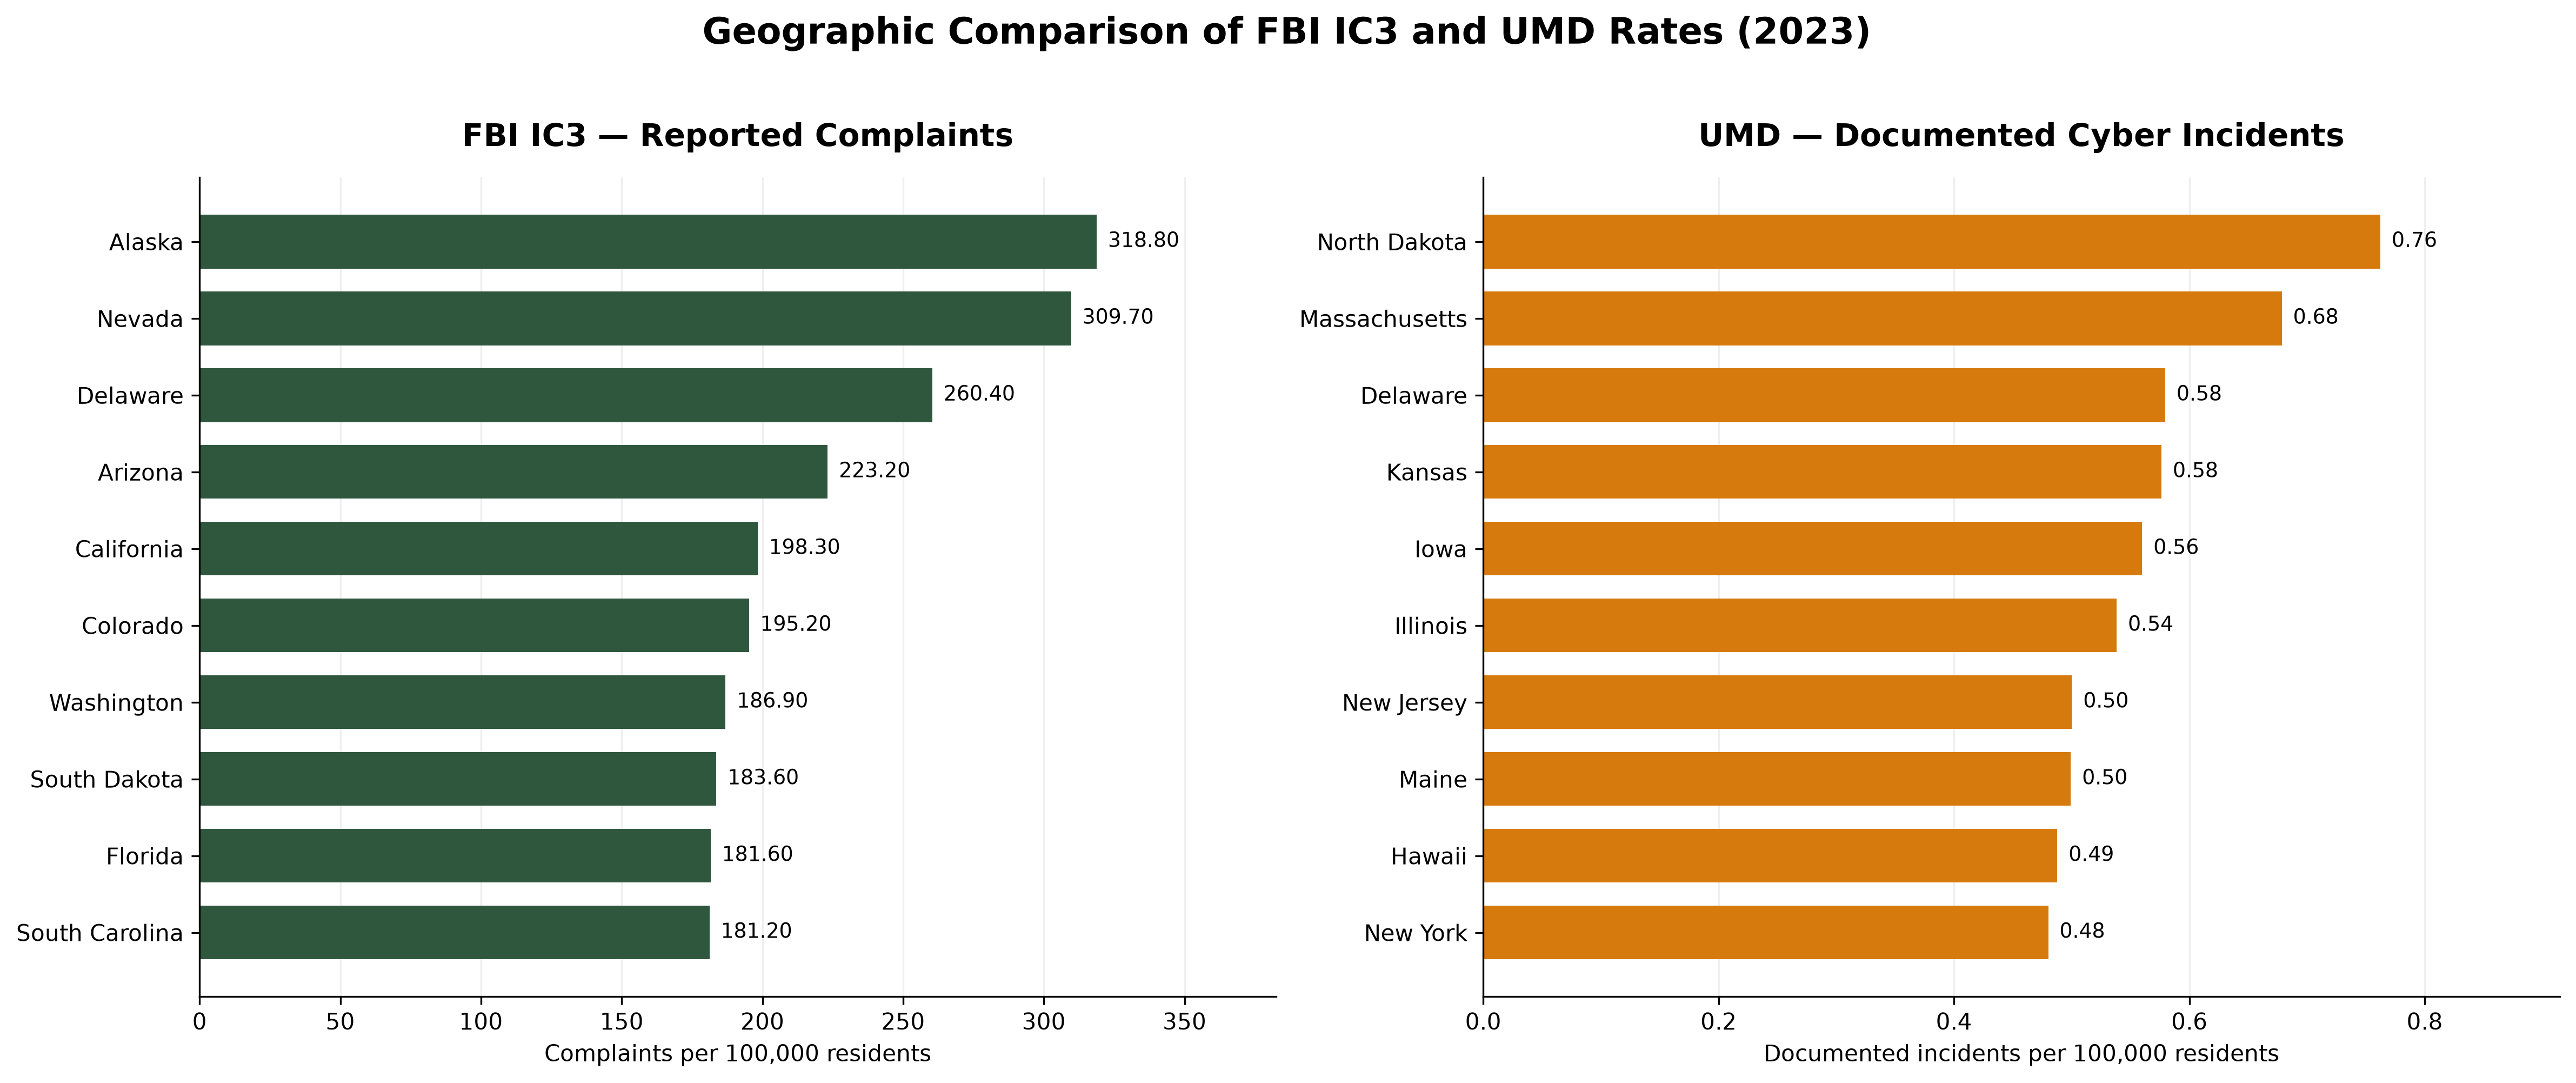 Geographic Comparison of FBI IC3 and UMD Rates (2023)
FBI IC3 — Reported Complaints
Alaska 318.80
Nevada 309.70
Delaware 260.40
Arizona 223.20
California 198.30
Colorado 195.20
Washington 186.90
South Dakota 183.60
Florida 181.60
South Carolina 181.20
0 50 100 150 200 250 300 350
Complaints per 100,000 residents
UMD — Documented Cyber Incidents
North Dakota 0.76
Massachusetts 0.68
Delaware 0.58
Kansas 0.58
Iowa 0.56
Illinois 0.54
New Jersey 0.50
Maine 0.50
Hawaii 0.49
New York 0.48
0.0 0.2 0.4 0.6 0.8
Documented incidents per 100,000 residents